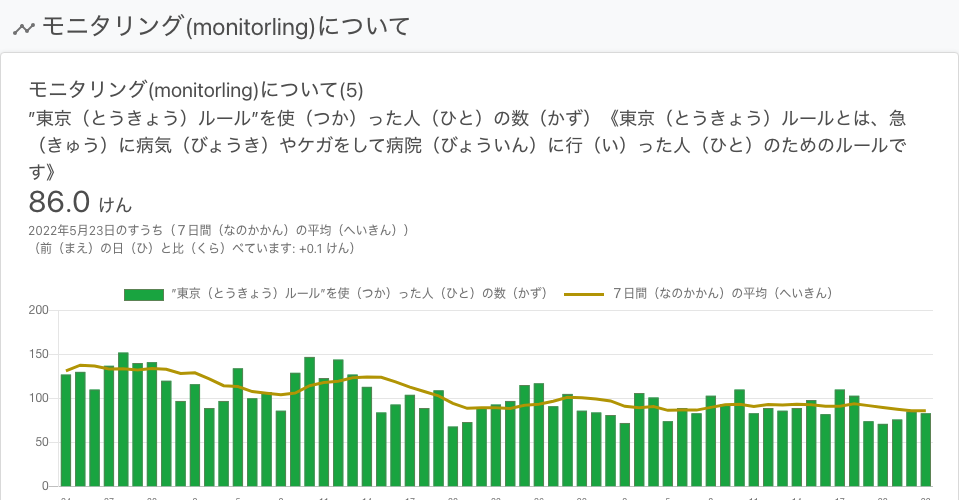 モニタリング(monitorling)について
モニタリング(monitorling)について(5)
”東京（とうきょう）ルール”を使（つか）った人（ひと）の数（かず）《東京（とうきょう）ルールとは、急
（きゅう）に病気（びょうき）やケガをして病院（びょういん）に行（い）った人（ひと）のためのルールで
す》
86.0 けん
2022年5月23日のすうち（７日間（なのかかん）の平均（へいきん））
（前（まえ）の日（ひ）と比（くら）べています: +0.1 けん）
”東京（とうきょう）ルール”を使（つか）った人（ひと）の数（かず） ７日間（なのかかん）の平均（へいきん）
200
150
100
50
0